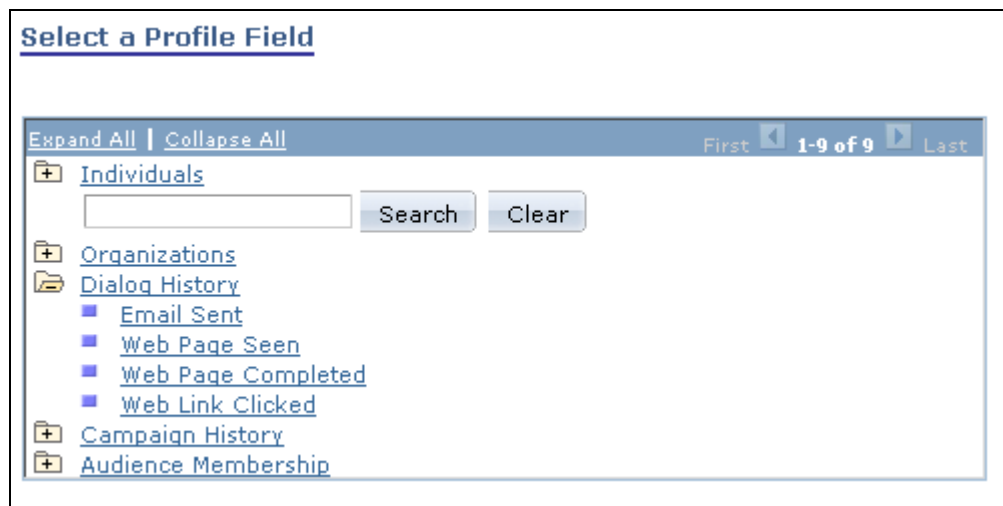 Select a Profile Field
Expand All | Collapse All First 1-9 of 9 Last
Individuals
Search Clear
Organizations
Dialog History
Email Sent
Web Page Seen
Web Page Completed
Web Link Clicked
Campaign History
Audience Membership